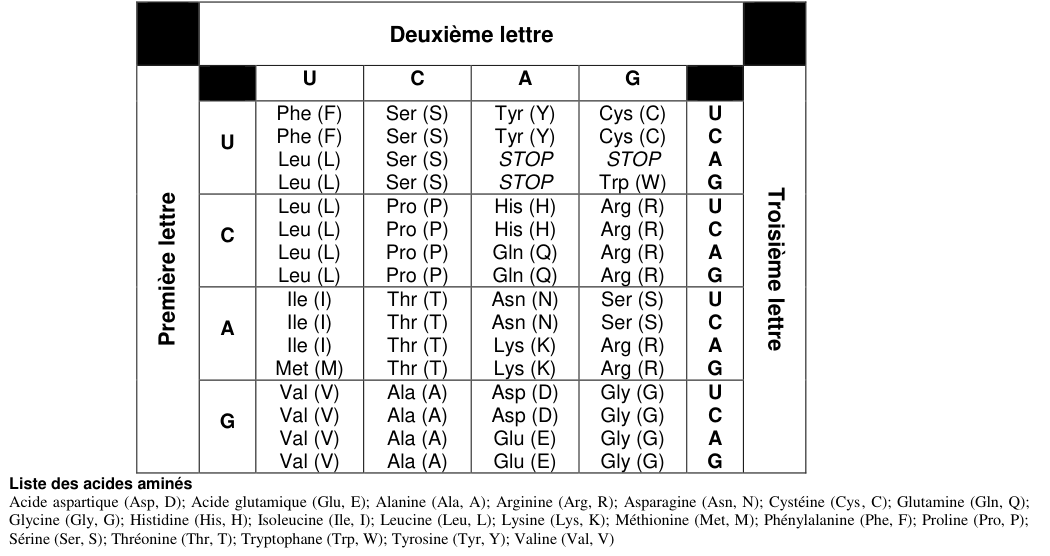 Deuxième lettre
U C A G
Première lettre
Troisième lettre
U
Phe (F) Ser (S) Tyr (Y) Cys (C) U
Phe (F) Ser (S) Tyr (Y) Cys (C) C
Leu (L) Ser (S) STOP STOP A
Leu (L) Ser (S) STOP Trp (W) G
C
Leu (L) Pro (P) His (H) Arg (R) U
Leu (L) Pro (P) His (H) Arg (R) C
Leu (L) Pro (P) Gln (Q) Arg (R) A
Leu (L) Pro (P) Gln (Q) Arg (R) G
A
Ile (I) Thr (T) Asn (N) Ser (S) U
Ile (I) Thr (T) Asn (N) Ser (S) C
Ile (I) Thr (T) Lys (K) Arg (R) A
Met (M) Thr (T) Lys (K) Arg (R) G
G
Val (V) Ala (A) Asp (D) Gly (G) U
Val (V) Ala (A) Asp (D) Gly (G) C
Val (V) Ala (A) Glu (E) Gly (G) A
Val (V) Ala (A) Glu (E) Gly (G) G
Liste des acides aminés
Acide aspartique (Asp, D); Acide glutamique (Glu, E); Alanine (Ala, A); Arginine (Arg, R); Asparagine (Asn, N); Cystéine (Cys, C); Glutamine (Gln, Q);
Glycine (Gly, G); Histidine (His, H); Isoleucine (Ile, I); Leucine (Leu, L); Lysine (Lys, K); Méthionine (Met, M); Phénylalanine (Phe, F); Proline (Pro, P);
Sérine (Ser, S); Thréonine (Thr, T); Tryptophane (Trp, W); Tyrosine (Tyr, Y); Valine (Val, V)